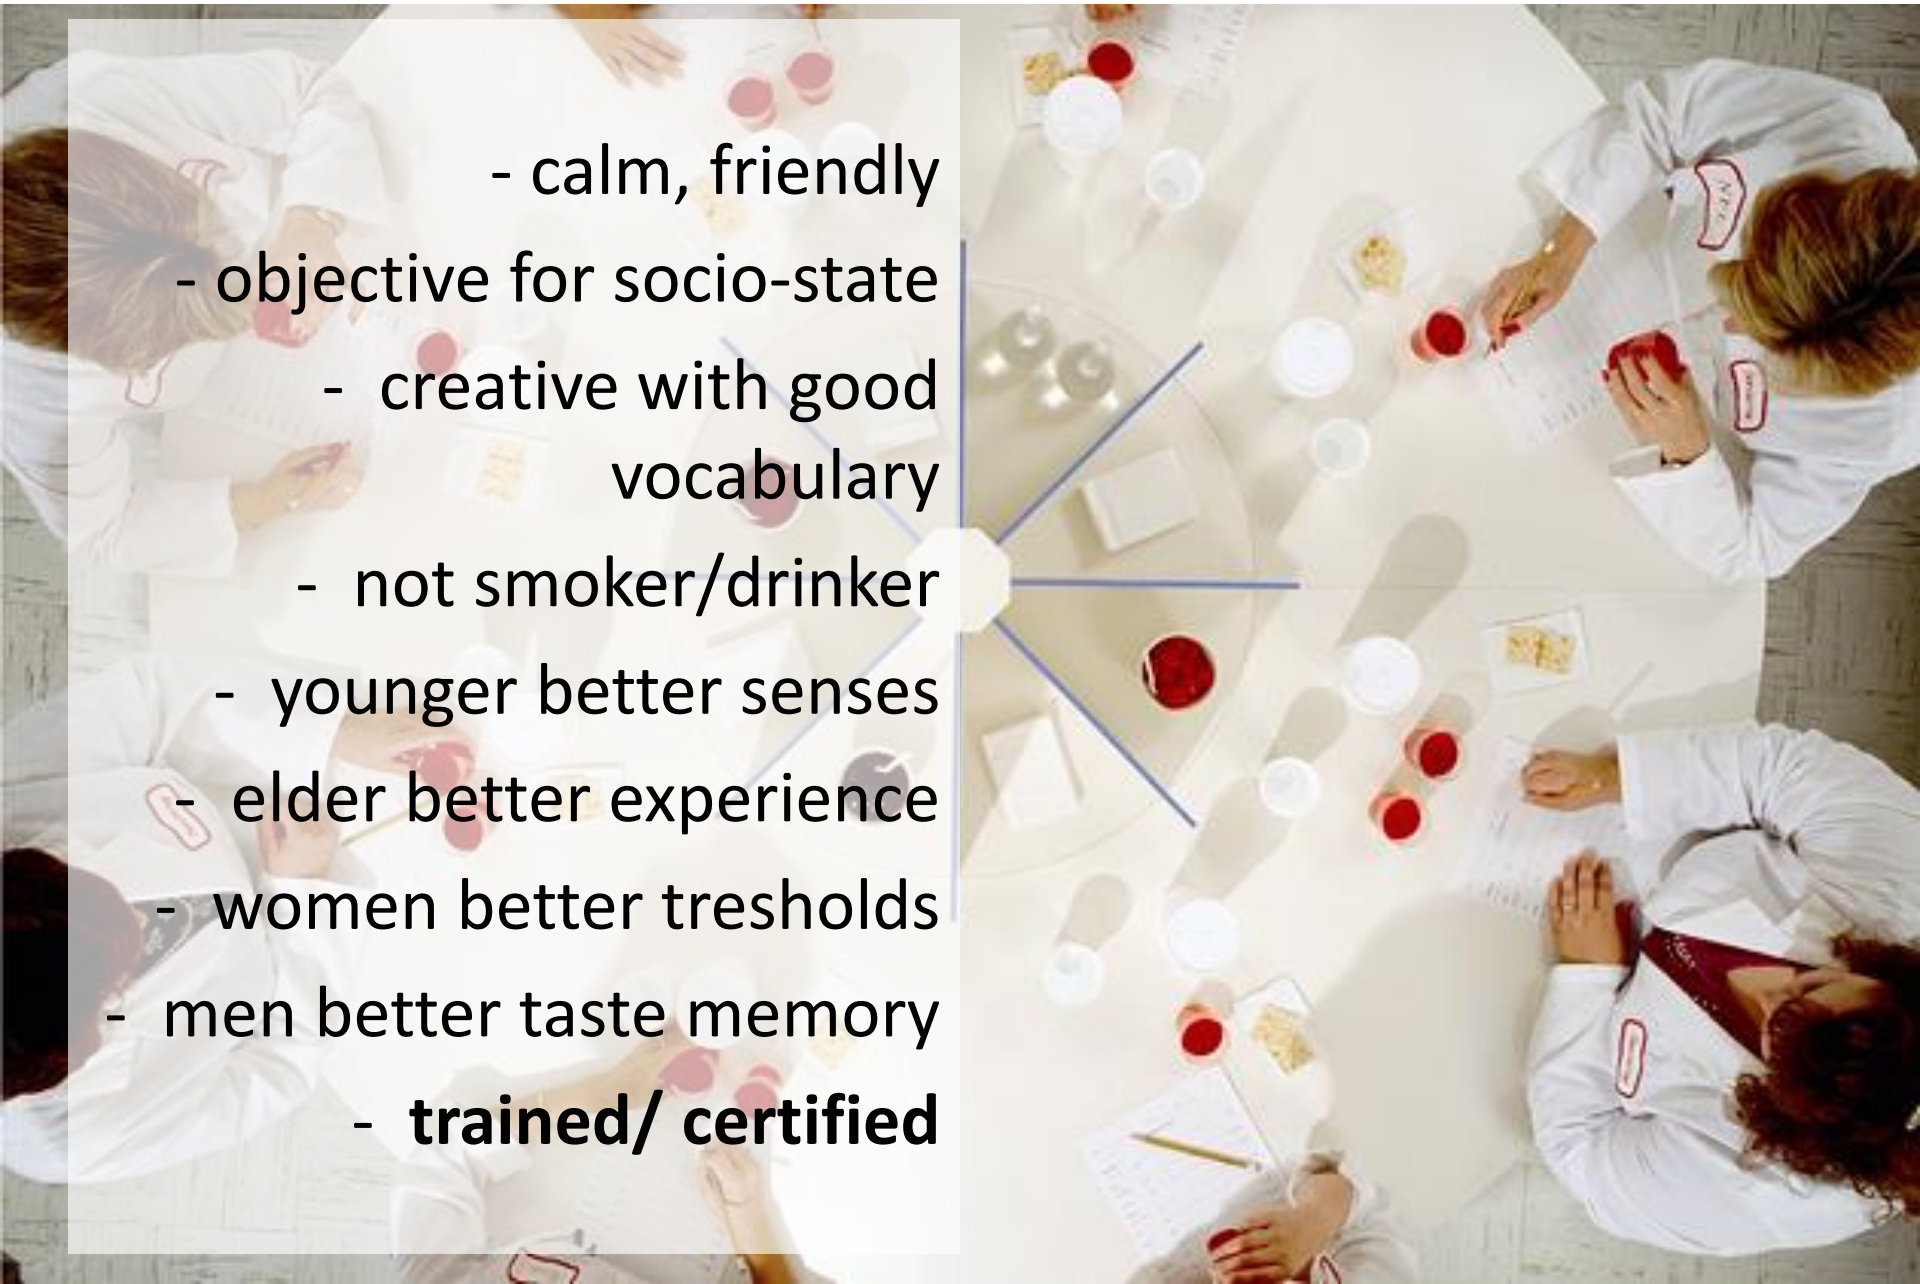 - calm, friendly
- objective for socio-state
- creative with good
vocabulary
- not smoker/drinker
- younger better senses
- elder better experience
- women better tresholds
- men better taste memory
- trained/ certified